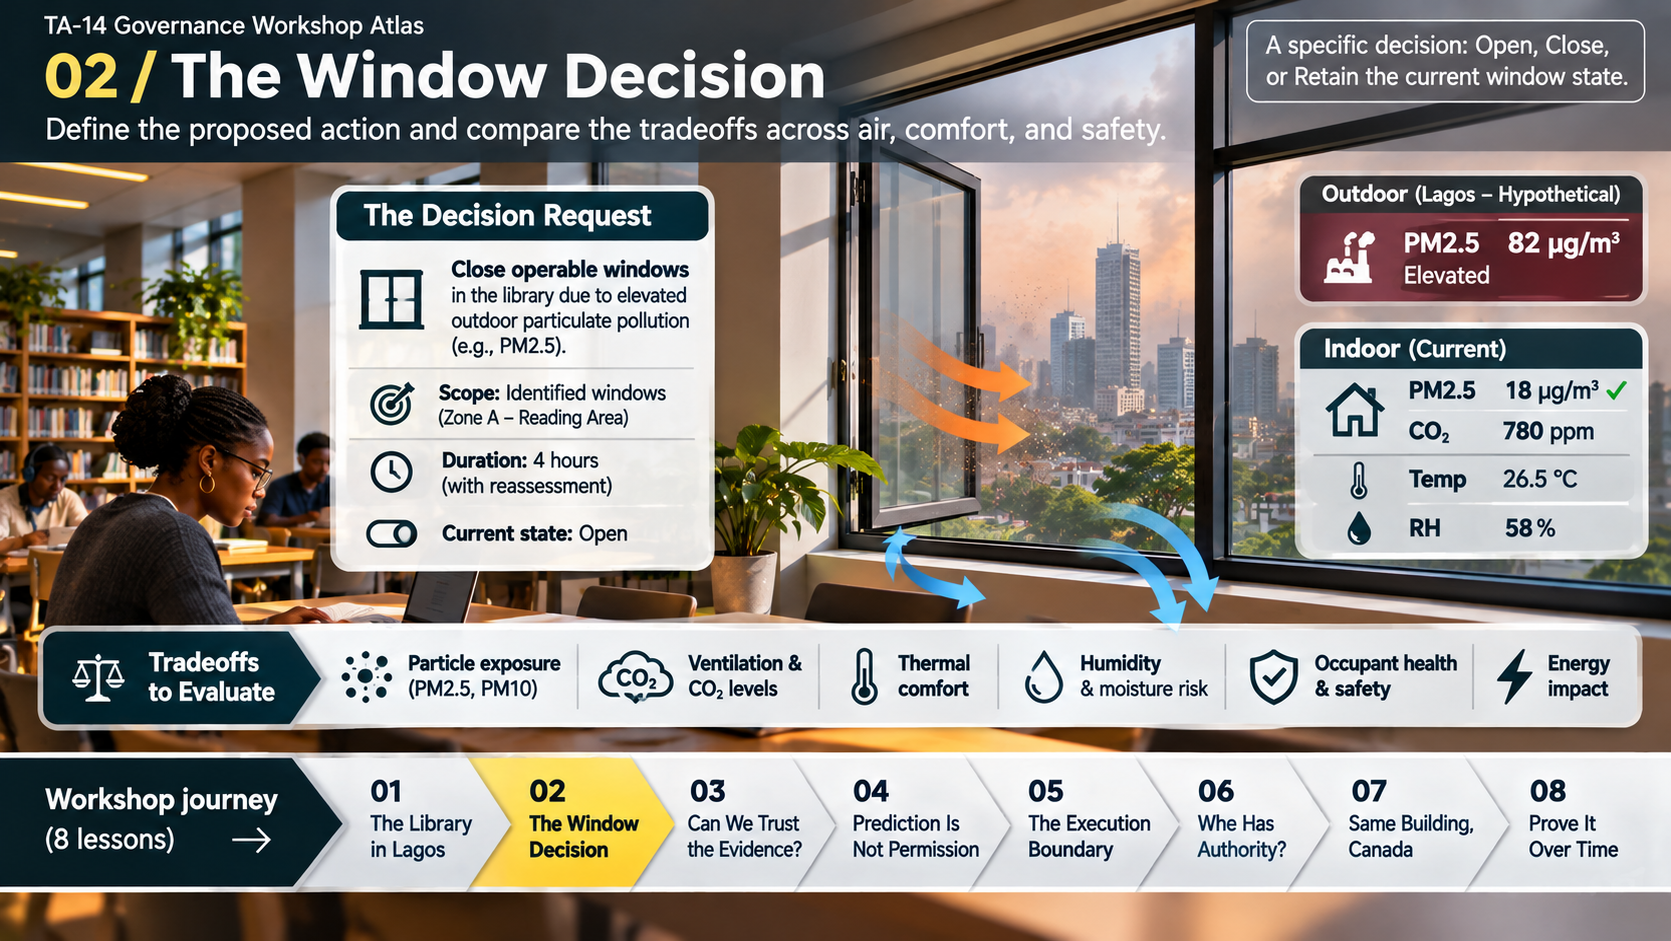 TA-14 Governance Workshop Atlas
02 / The Window Decision
Define the proposed action and compare the tradeoffs across air, comfort, and safety.
A specific decision: Open, Close,
or Retain the current window state.
The Decision Request
Close operable windows
in the library due to elevated
outdoor particulate pollution
(e.g., PM2.5).
Scope: Identified windows
(Zone A – Reading Area)
Duration: 4 hours
(with reassessment)
Current state: Open
Outdoor (Lagos – Hypothetical)
PM2.5 82 µg/m³
Elevated
Indoor (Current)
PM2.5 18 µg/m³ ✓
CO₂ 780 ppm
Temp 26.5 °C
RH 58 %
Tradeoffs
to Evaluate
Particle exposure
(PM2.5, PM10)
CO₂
Ventilation &
CO₂ levels
Thermal
comfort
Humidity
& moisture risk
Occupant health
& safety
Energy
impact
Workshop journey
(8 lessons) →
01
The Library
in Lagos
02
The Window
Decision
03
Can We Trust
the Evidence?
04
Prediction Is
Not Permission
05
The Execution
Boundary
06
Whe Has
Authority?
07
Same Building,
Canada
08
Prove It
Over Time